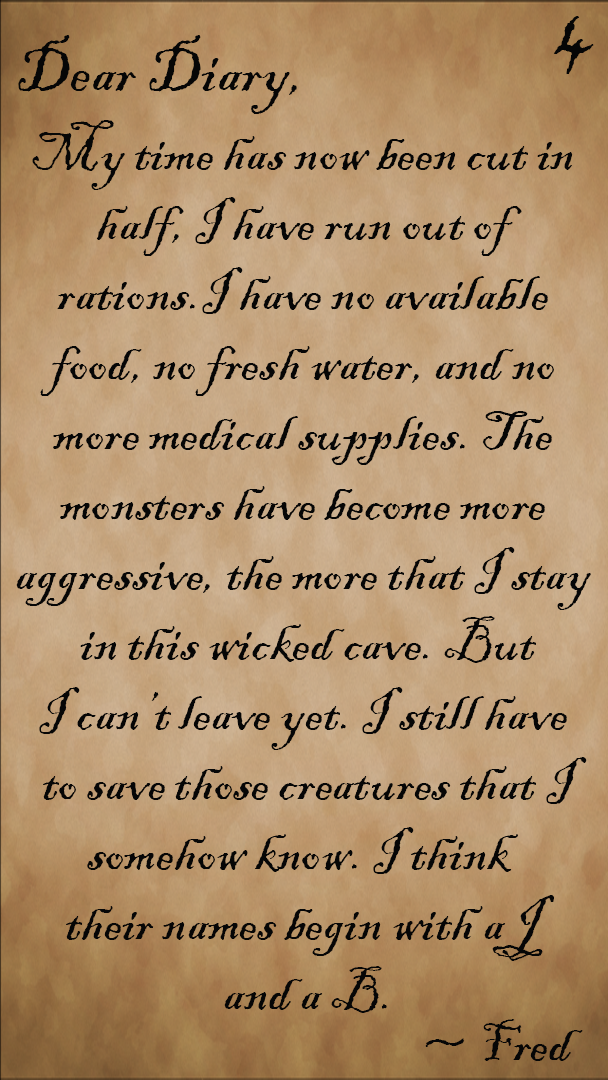 4
Dear Diary,
My time has now been cut in
half, I have run out of
rations. I have no available
food, no fresh water, and no
more medical supplies. The
monsters have become more
aggressive, the more that I stay
in this wicked cave. But
I can't leave yet. I still have
to save those creatures that I
somehow know. I think
their names begin with a L
and a B.
~ Fred